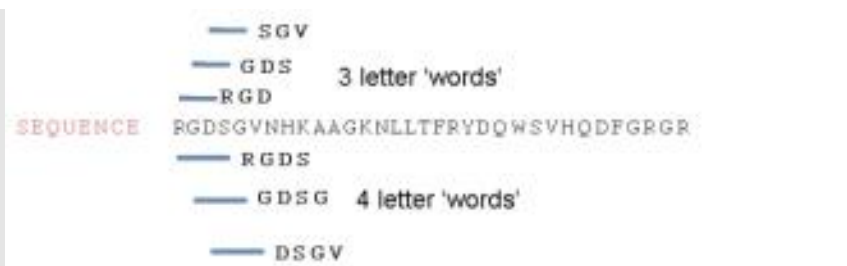 SGV
GDS
3 letter 'words'
RGD
SEQUENCE RGDSGVNHKAAGKNLLTFRYDQWSVHQDFGRGR
RGDS
GDSG 4 letter 'words'
DSGV